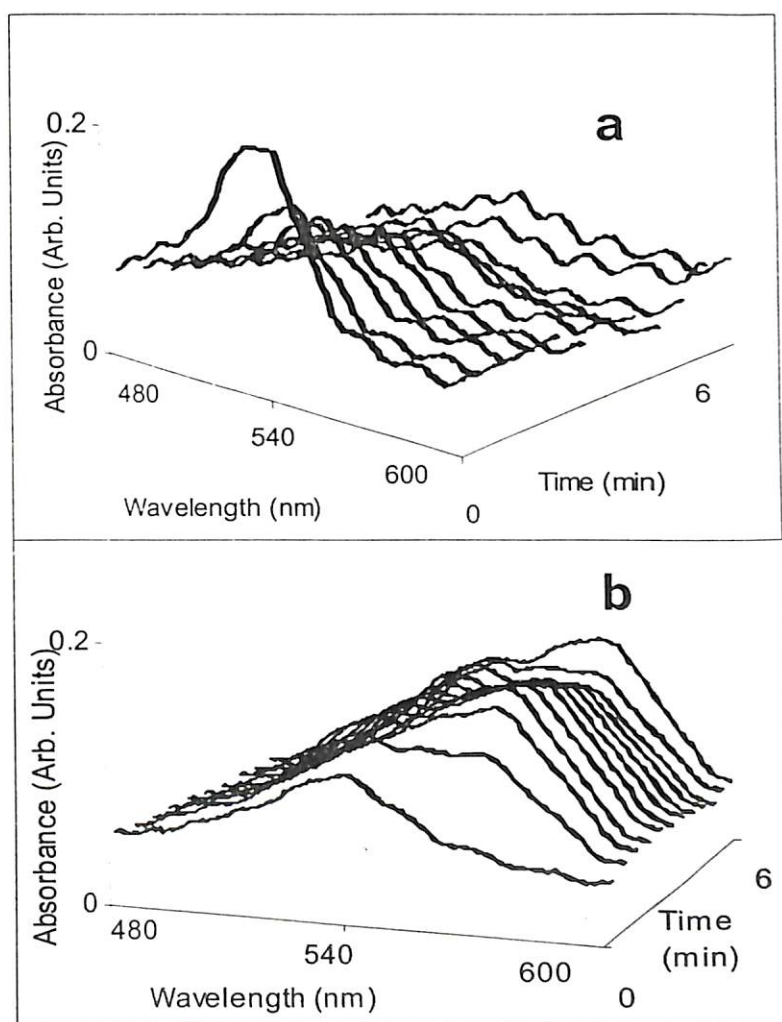 a
0.2
Absorbance (Arb. Units)
0
480
540
600
Wavelength (nm)
0
6
Time (min)
b
0.2
Absorbance (Arb. Units)
0
480
540
600
Wavelength (nm)
0
6
Time
(min)